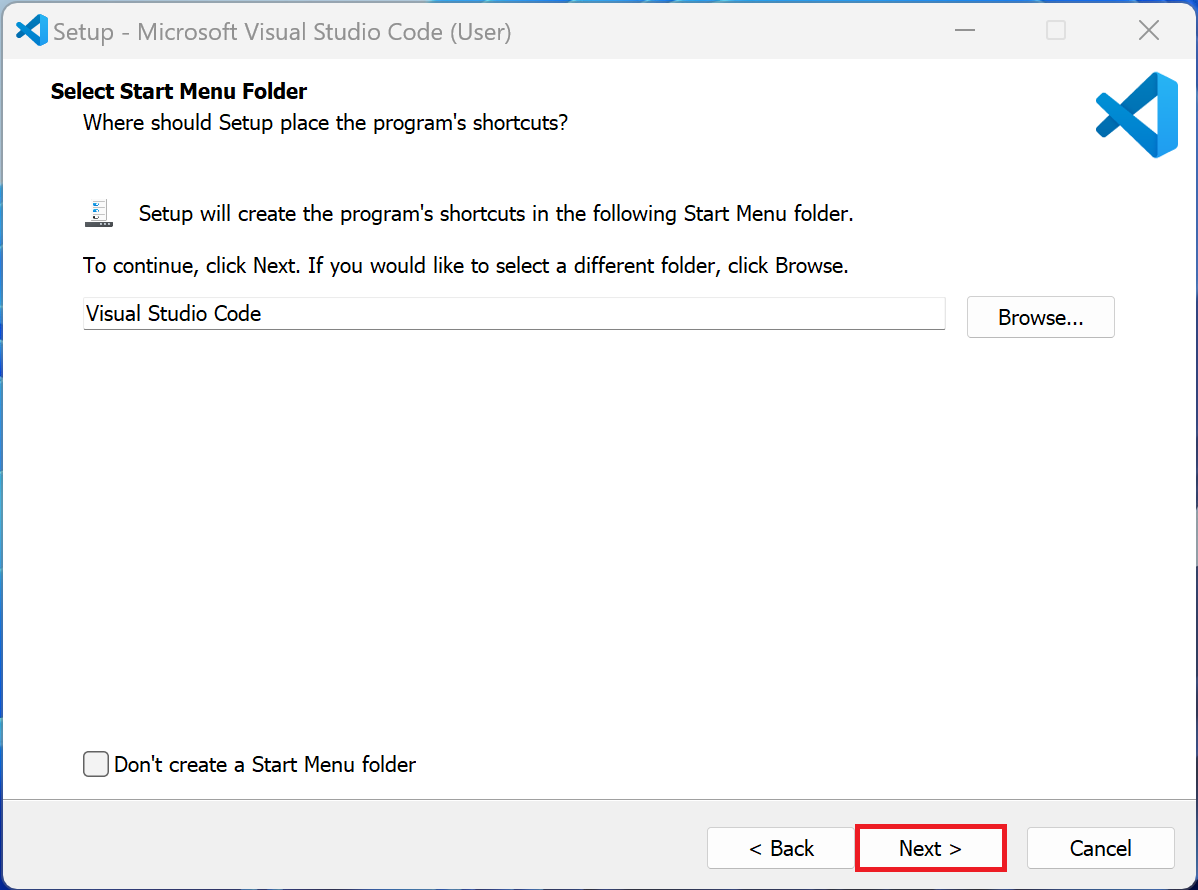 Setup - Microsoft Visual Studio Code (User)
Select Start Menu Folder
Where should Setup place the program's shortcuts?
Setup will create the program's shortcuts in the following Start Menu folder.
To continue, click Next. If you would like to select a different folder, click Browse.
Visual Studio Code
Browse...
Don't create a Start Menu folder
< Back
Next >
Cancel